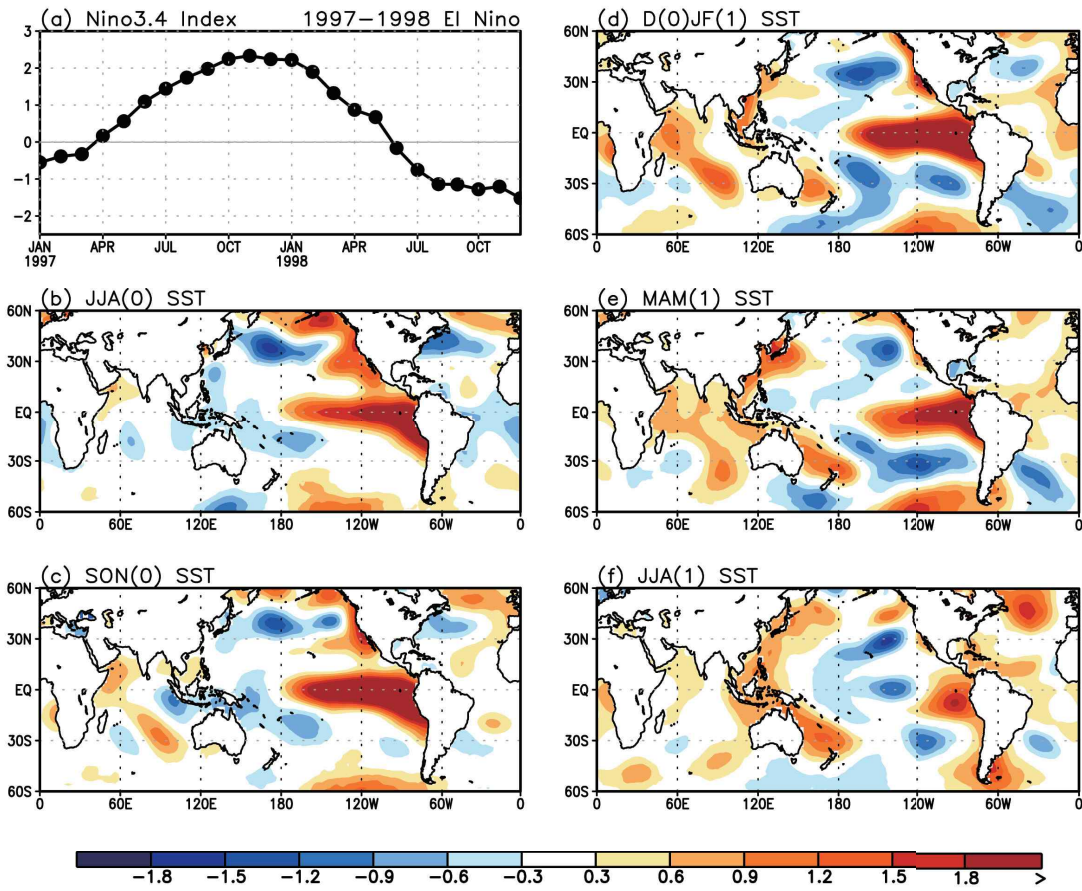 (a) Nino3.4 Index 1997−1998 El Nino
3
2
1
0
−1
−2
JAN APR JUL OCT JAN APR JUL OCT
1997 1998
(b) JJA(0) SST
60N
30N
EQ
30S
60S
0 60E 120E 180 120W 60W 0
(c) SON(0) SST
60N
30N
EQ
30S
60S
0 60E 120E 180 120W 60W 0
(d) D(0)JF(1) SST
60N
30N
EQ
30S
60S
0 60E 120E 180 120W 60W 0
(e) MAM(1) SST
60N
30N
EQ
30S
60S
0 60E 120E 180 120W 60W 0
(f) JJA(1) SST
60N
30N
EQ
30S
60S
0 60E 120E 180 120W 60W 0
−1.8 −1.5 −1.2 −0.9 −0.6 −0.3 0.3 0.6 0.9 1.2 1.5 1.8 >